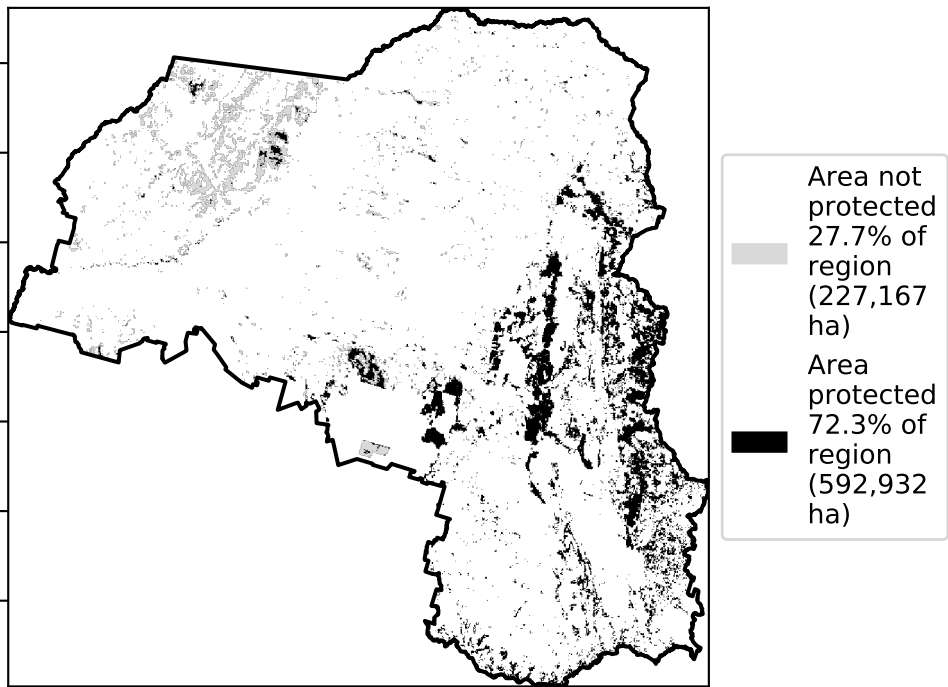 Area not
protected
27.7% of
region
(227,167
ha)
Area
protected
72.3% of
region
(592,932
ha)